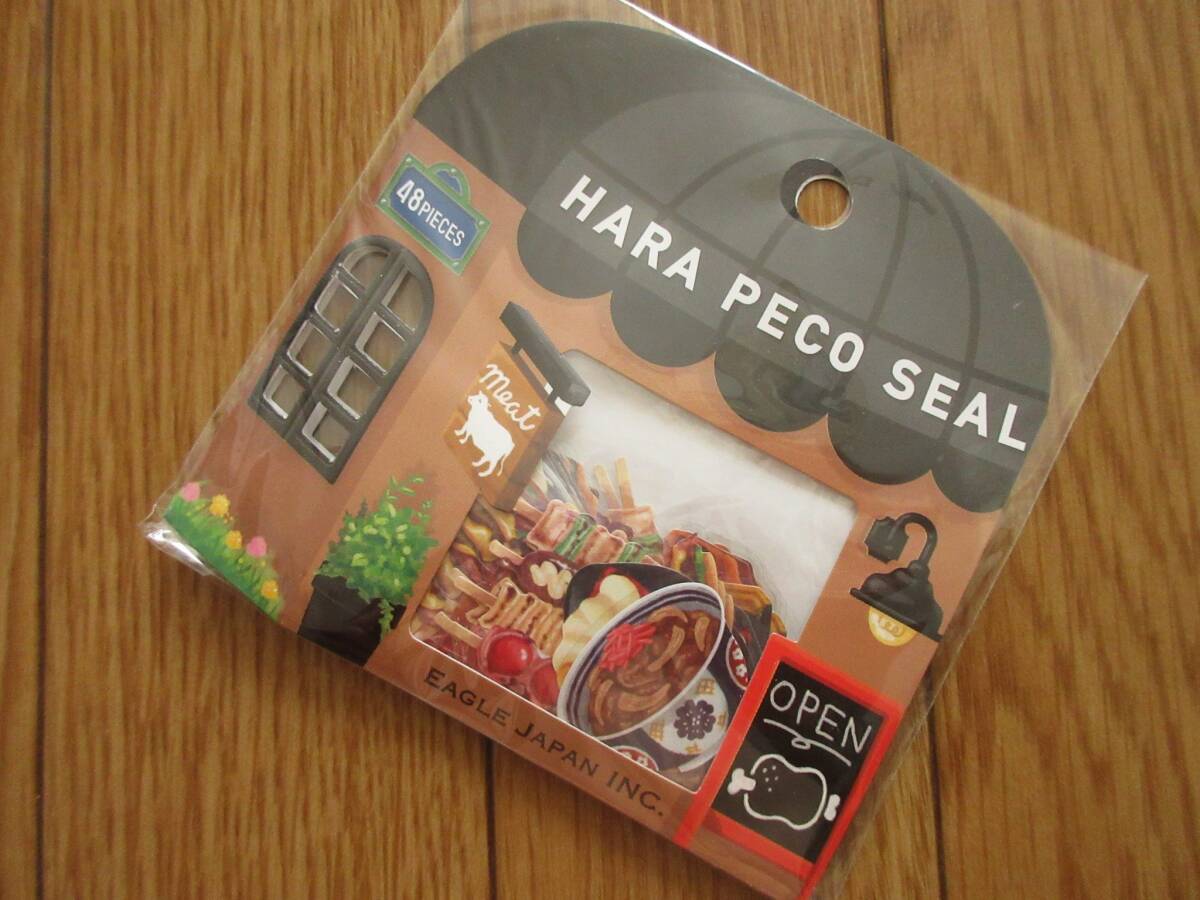 HARA PECO SEAL
48 PIECES
meat
EAGLE JAPAN INC.
OPEN